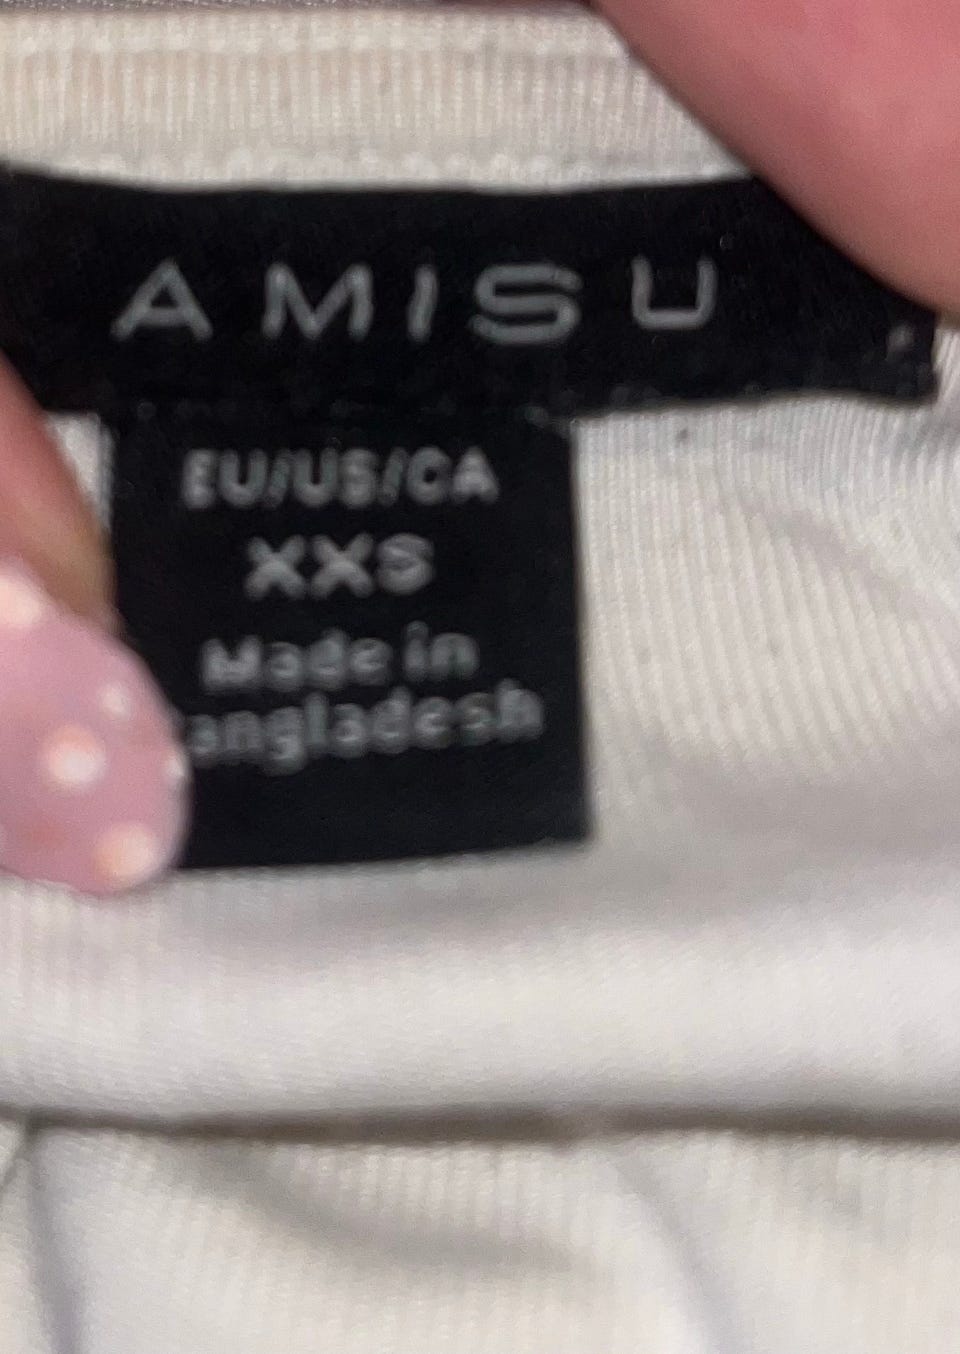 AMISU
EU/US/CA
XXS
Made in
angladesh